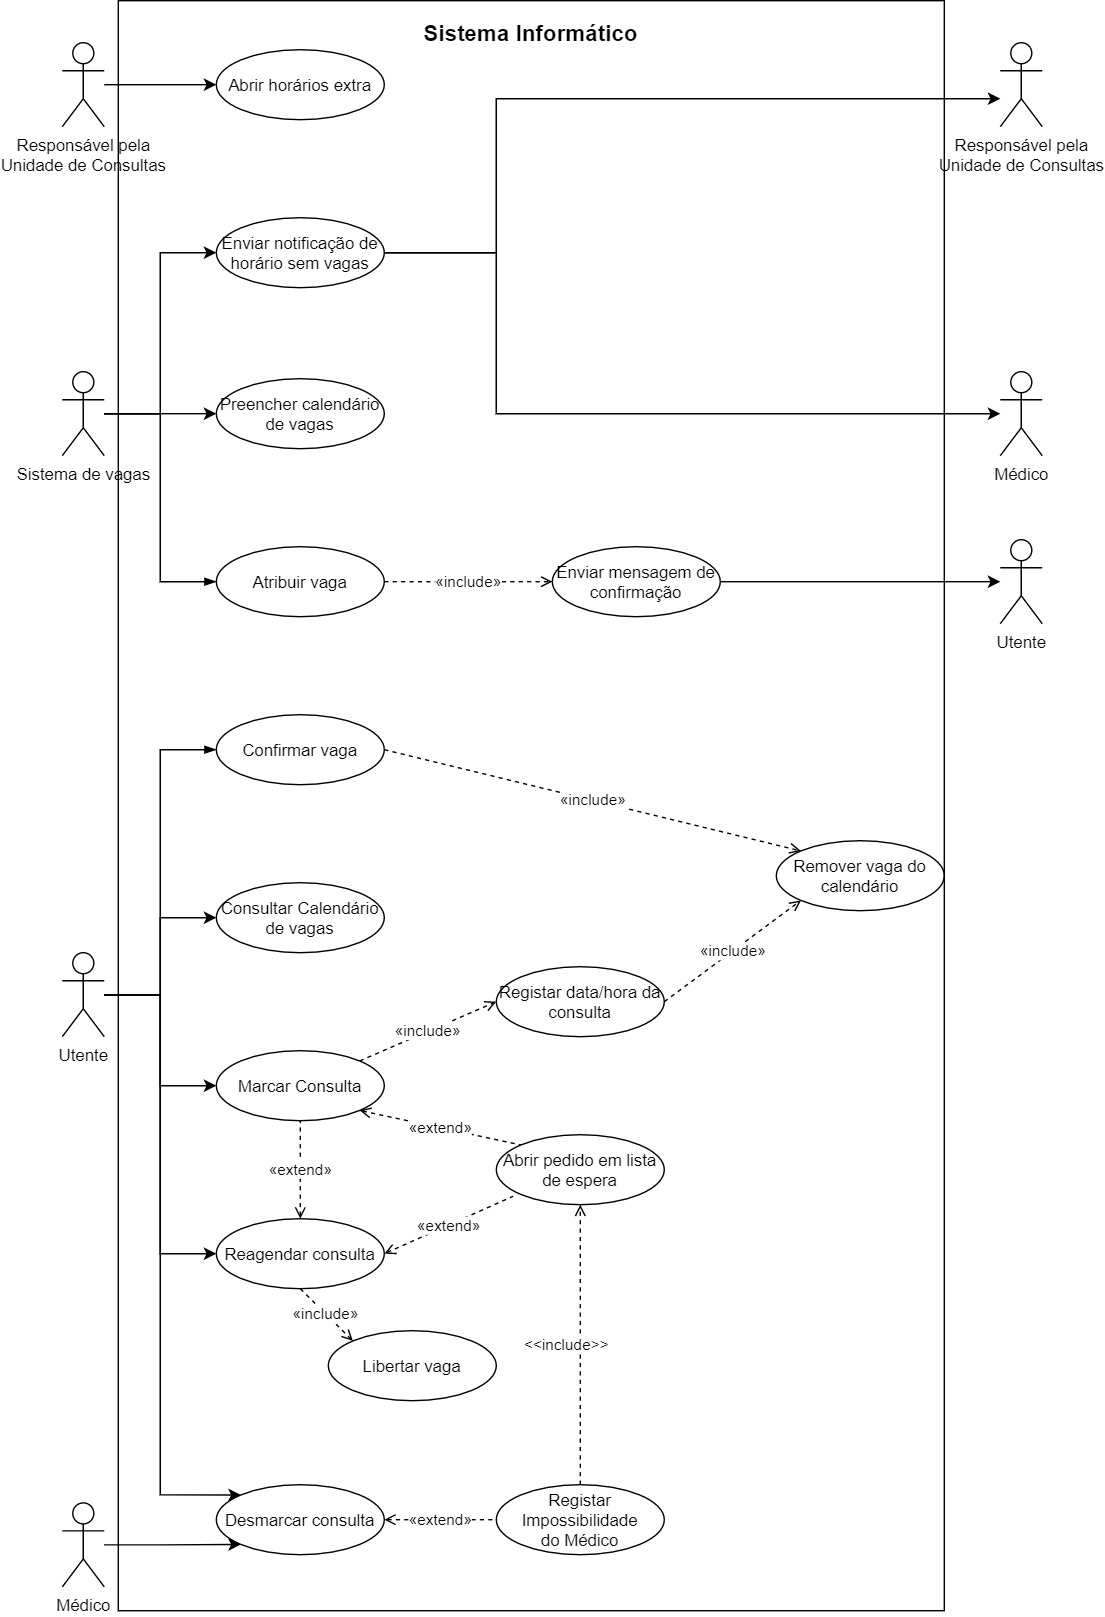 Sistema Informático
Abrir horários extra
Responsável pela
Unidade de Consultas
Responsável pela
Unidade de Consultas
Enviar notificação de
horário sem vagas
Preencher calendário
de vagas
Sistema de vagas
Médico
Atribuir vaga
«include»
Enviar mensagem de
confirmação
Utente
Confirmar vaga
«include»
Remover vaga do
calendário
Consultar Calendário
de vagas
«include»
Registar data/hora da
consulta
Utente
«include»
Marcar Consulta
«extend»
Abrir pedido em lista
de espera
«extend»
«extend»
Reagendar consulta
«include»
<<include>>
Libertar vaga
Desmarcar consulta
«extend»
Registar
Impossibilidade
do Médico
Médico